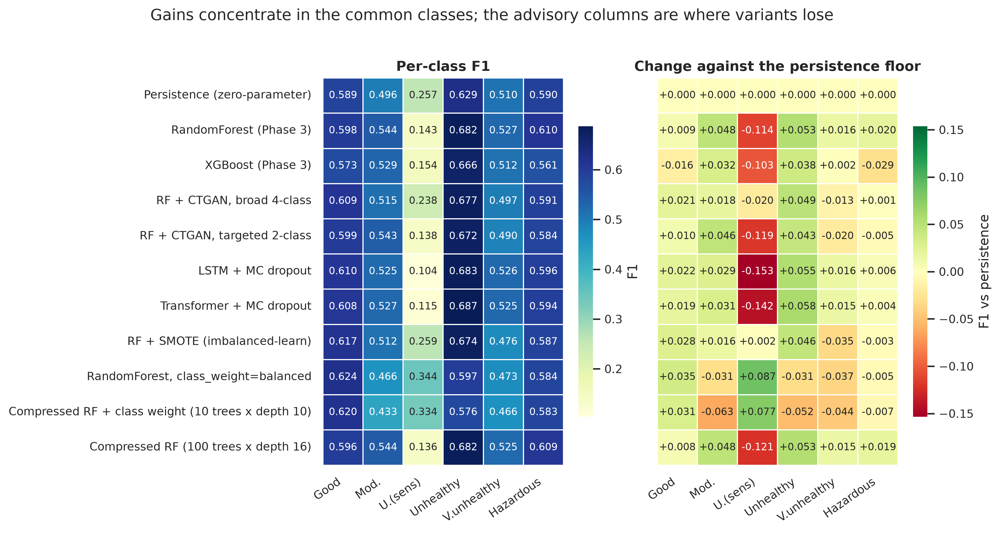 Gains concentrate in the common classes; the advisory columns are where variants lose
Per-class F1
Persistence (zero-parameter) 0.589 0.496 0.257 0.629 0.510 0.590
RandomForest (Phase 3) 0.598 0.544 0.143 0.682 0.527 0.610
XGBoost (Phase 3) 0.573 0.529 0.154 0.666 0.512 0.561
RF + CTGAN, broad 4-class 0.609 0.515 0.238 0.677 0.497 0.591
RF + CTGAN, targeted 2-class 0.599 0.543 0.138 0.672 0.490 0.584
LSTM + MC dropout 0.610 0.525 0.104 0.683 0.526 0.596
Transformer + MC dropout 0.608 0.527 0.115 0.687 0.525 0.594
RF + SMOTE (imbalanced-learn) 0.617 0.512 0.259 0.674 0.476 0.587
RandomForest, class_weight=balanced 0.624 0.466 0.344 0.597 0.473 0.584
Compressed RF + class weight (10 trees x depth 10) 0.620 0.433 0.334 0.576 0.466 0.583
Compressed RF (100 trees x depth 16) 0.596 0.544 0.136 0.682 0.525 0.609
Good Mod. U.(sens) Unhealthy V.unhealthy Hazardous
0.6
0.5
0.4
0.3
0.2
F1
Change against the persistence floor
+0.000 +0.000 +0.000 +0.000 +0.000 +0.000
+0.009 +0.048 -0.114 +0.053 +0.016 +0.020
-0.016 +0.032 -0.103 +0.038 +0.002 -0.029
+0.021 +0.018 -0.020 +0.049 -0.013 +0.001
+0.010 +0.046 -0.119 +0.043 -0.020 -0.005
+0.022 +0.029 -0.153 +0.055 +0.016 +0.006
+0.019 +0.031 -0.142 +0.058 +0.015 +0.004
+0.028 +0.016 +0.002 +0.046 -0.035 -0.003
+0.035 -0.031 +0.087 -0.031 -0.037 -0.005
+0.031 -0.063 +0.077 -0.052 -0.044 -0.007
+0.008 +0.048 -0.121 +0.053 +0.015 +0.019
Good Mod. U.(sens) Unhealthy V.unhealthy Hazardous
0.15
0.10
0.05
0.00
−0.05
−0.10
−0.15
F1 vs persistence